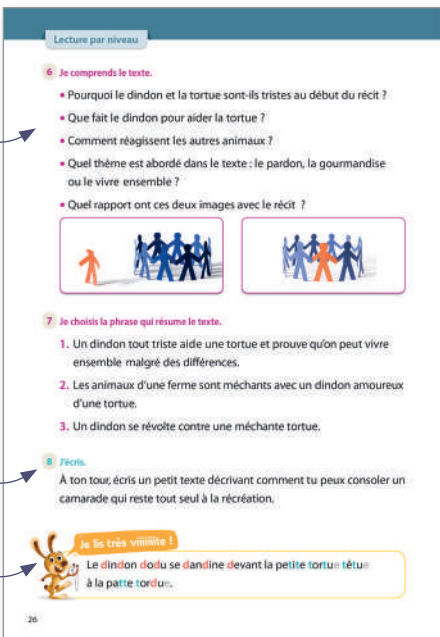 Lecture par niveau
6 Je comprends le texte.
• Pourquoi le dindon et la tortue sont-ils tristes au début du récit ?
• Que fait le dindon pour aider la tortue ?
• Comment réagissent les autres animaux ?
• Quel thème est abordé dans le texte : le pardon, la gourmandise
ou le vivre ensemble ?
• Quel rapport ont ces deux images avec le récit ?
7 Je choisis la phrase qui résume le texte.
1. Un dindon tout triste aide une tortue et prouve qu'on peut vivre
ensemble malgré des différences.
2. Les animaux d'une ferme sont méchants avec un dindon amoureux
d'une tortue.
3. Un dindon se révolte contre une méchante tortue.
8 J'écris.
À ton tour, écris un petit texte décrivant comment tu peux consoler un
camarade qui reste tout seul à la récréation.
Je lis très viiiiiite !
Le dindon dodu se dandine devant la petite tortue têtue
à la patte tordue.
26